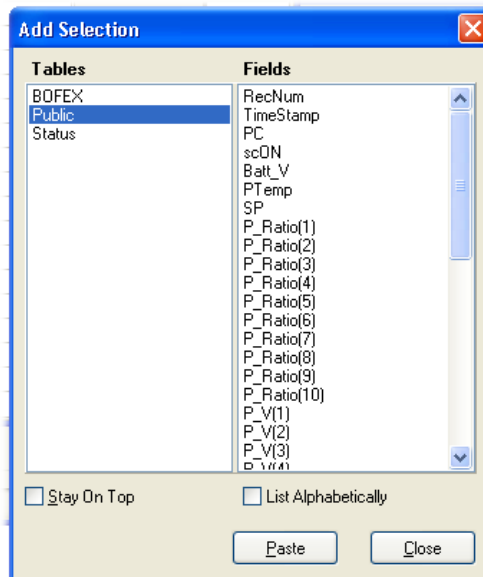 Add Selection
Tables
Fields
BOFEX
Public
Status
RecNum
TimeStamp
PC
scON
Batt_V
PTemp
SP
P_Ratio(1)
P_Ratio(2)
P_Ratio(3)
P_Ratio(4)
P_Ratio(5)
P_Ratio(6)
P_Ratio(7)
P_Ratio(8)
P_Ratio(9)
P_Ratio(10)
P_V(1)
P_V(2)
P_V(3)
P_V(4)
Stay On Top
List Alphabetically
Paste
Close